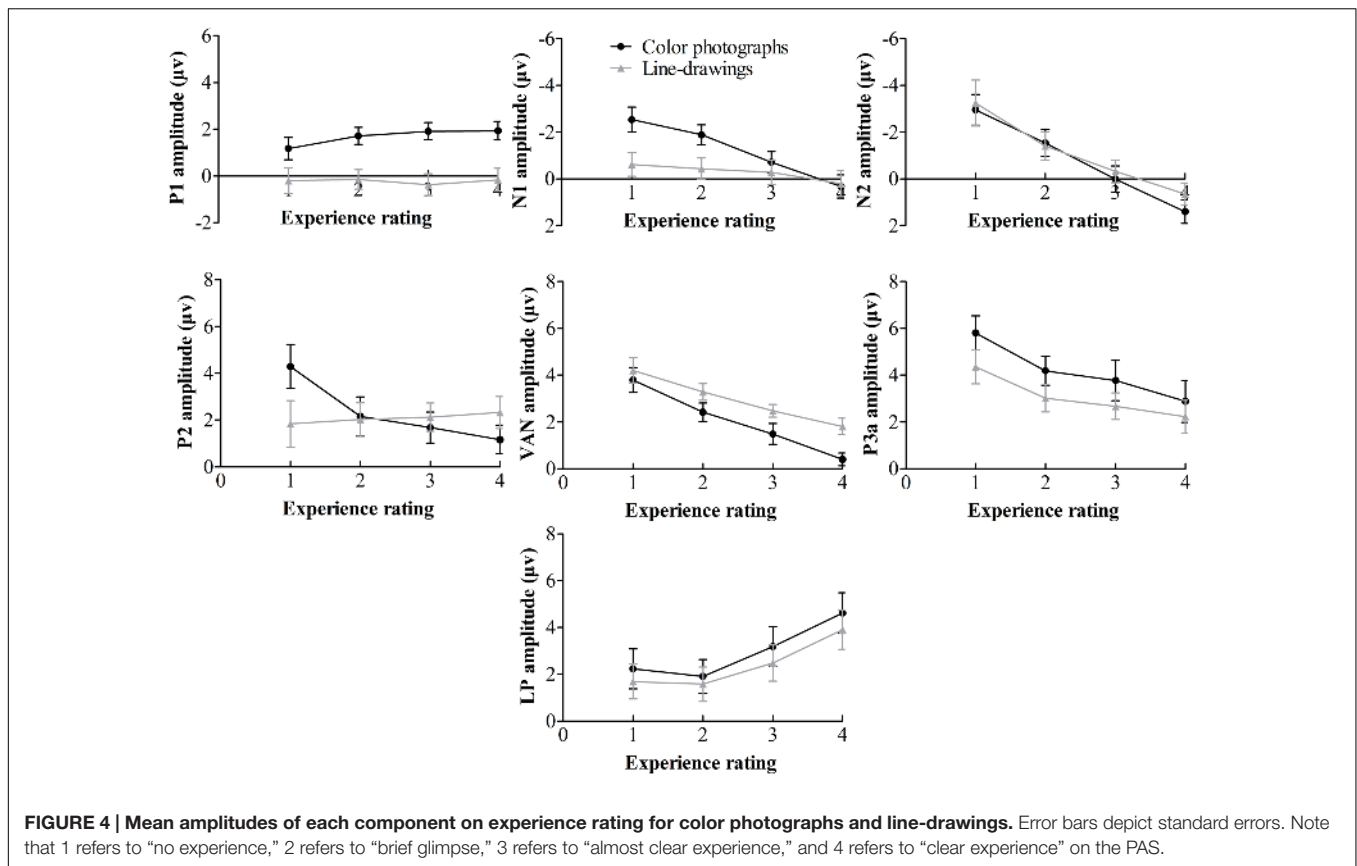 6
4
2
0
-2
P1 amplitude (μv)
1 2 3 4
Experience rating
Color photographs
Line-drawings
-6
-4
-2
0
2
N1 amplitude (μv)
1 2 3 4
Experience rating
-6
-4
-2
0
2
N2 amplitude (μv)
1 2 3 4
Experience rating
8
6
4
2
0
P2 amplitude (μv)
0 1 2 3 4
Experience rating
8
6
4
2
0
VAN amplitude (μv)
0 1 2 3 4
Experience rating
8
6
4
2
0
P3a amplitude (μv)
0 1 2 3 4
Experience rating
8
6
4
2
0
LP amplitude (μv)
0 1 2 3 4
Experience rating
FIGURE 4 | Mean amplitudes of each component on experience rating for color photographs and line-drawings. Error bars depict standard errors. Note
that 1 refers to “no experience,” 2 refers to “brief glimpse,” 3 refers to “almost clear experience,” and 4 refers to “clear experience” on the PAS.